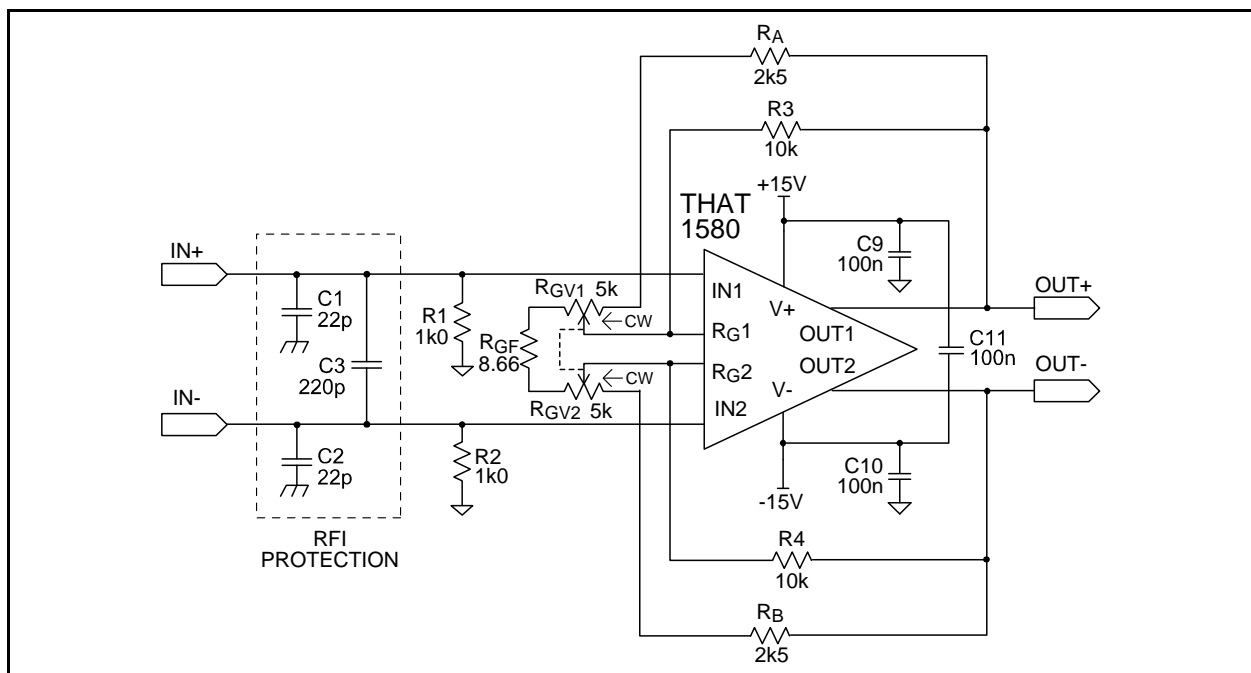 RA
2k5
R3
10k
+15V
THAT
1580
C9
100n
IN+
C1
22p
R1
1k0
RGV1 5k
CW
IN1
V+
OUT+
RGF
8.66
RG1
OUT1
C11
100n
C3
220p
RG2
OUT2
CW
IN-
RGV2 5k
IN2
V-
OUT-
C2
22p
R2
1k0
C10
100n
-15V
RFI
PROTECTION
R4
10k
RB
2k5